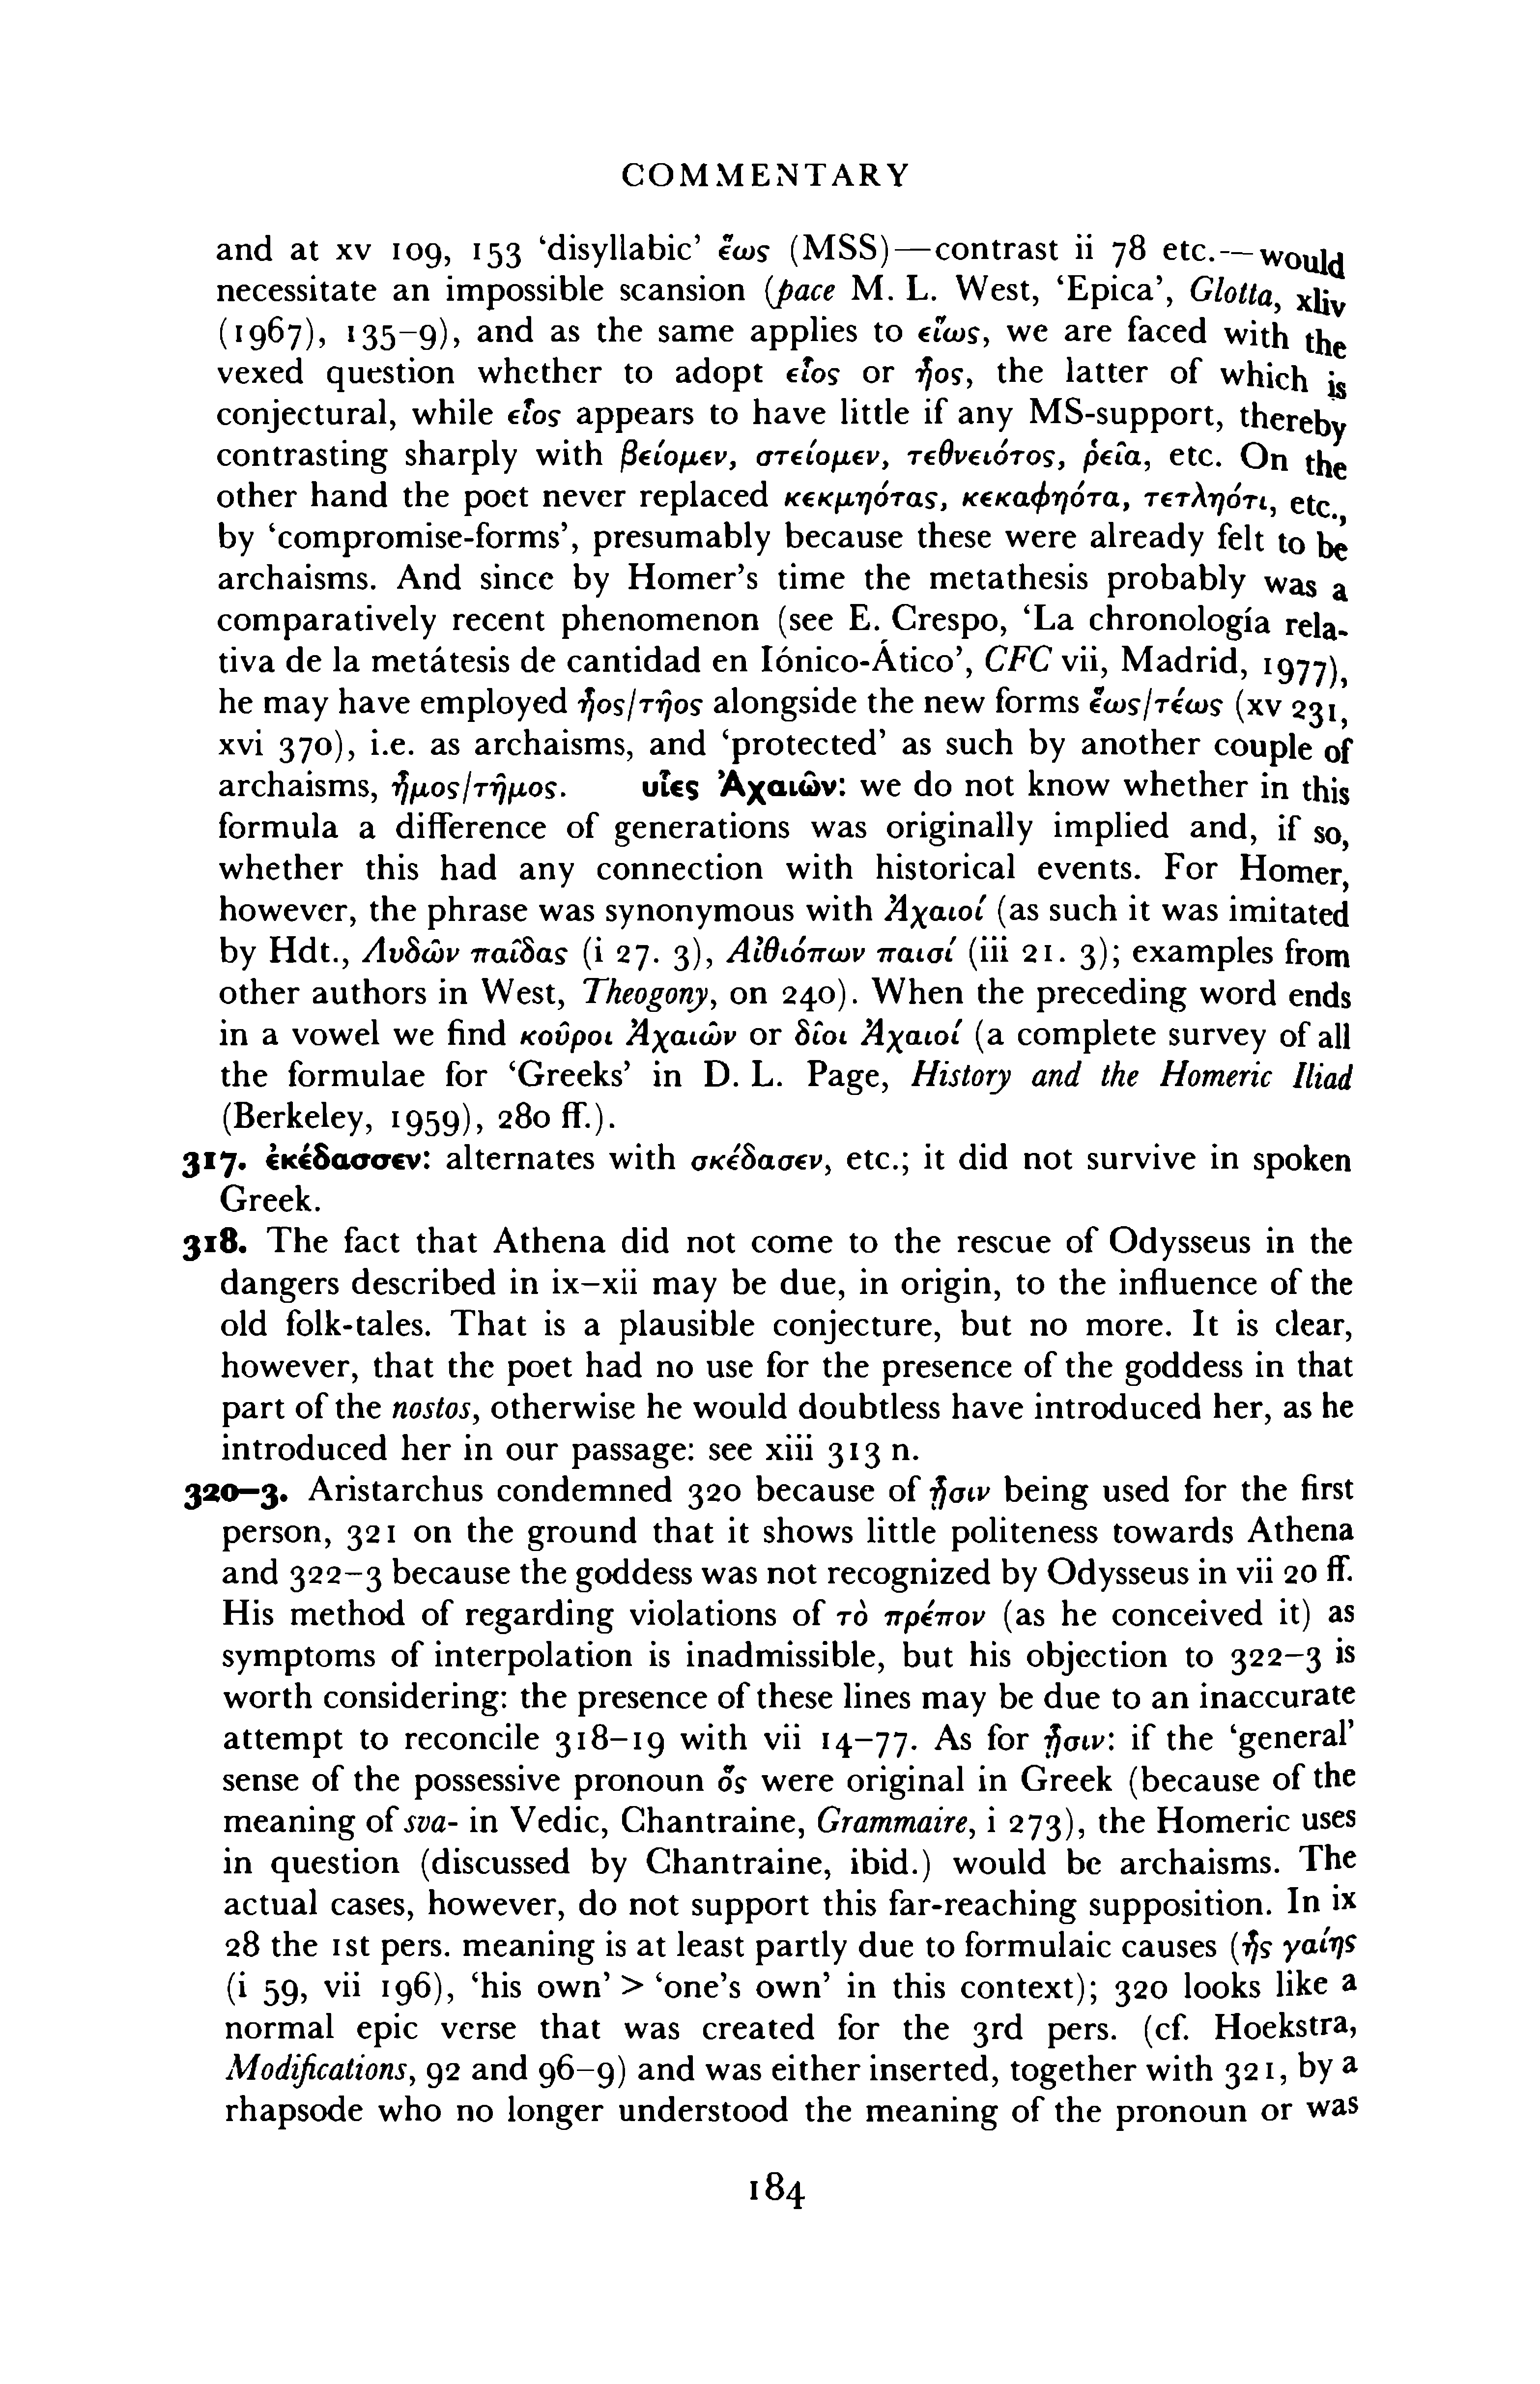 COMMENTARY
and at xv 109, 153 ‘disyllabic’ ἕως (MSS)—contrast ii 78 etc.—would
necessitate an impossible scansion (pace M. L. West, ‘Epica’, Glotta, xliv
(1967), 135–9), and as the same applies to εἵως, we are faced with the
vexed question whether to adopt εἷος or ἧος, the latter of which is
conjectural, while εἷος appears to have little if any MS-support, thereby
contrasting sharply with βείομεν, στείομεν, τεθνειότος, ῥεῖα, etc. On the
other hand the poet never replaced κεκμηότας, κεκαφηότα, τετληότι, etc.,
by ‘compromise-forms’, presumably because these were already felt to be
archaisms. And since by Homer’s time the metathesis probably was a
comparatively recent phenomenon (see E. Crespo, ‘La chronología rela-
tiva de la metátesis de cantidad en Iónico-Ático’, CFC vii, Madrid, 1977),
he may have employed ἧος/τῆος alongside the new forms ἕως/τέως (xv 231,
xvi 370), i.e. as archaisms, and ‘protected’ as such by another couple of
archaisms, ἦμος/τῆμος. υἷες Ἀχαιῶν: we do not know whether in this
formula a difference of generations was originally implied and, if so,
whether this had any connection with historical events. For Homer,
however, the phrase was synonymous with Ἀχαιοί (as such it was imitated
by Hdt., Λυδῶν παῖδας (i 27. 3), Αἰθιόπων παισί (iii 21. 3); examples from
other authors in West, Theogony, on 240). When the preceding word ends
in a vowel we find κοῦροι Ἀχαιῶν or δῖοι Ἀχαιοί (a complete survey of all
the formulae for ‘Greeks’ in D. L. Page, History and the Homeric Iliad
(Berkeley, 1959), 280 ff.).
317. ἐκέδασσεν: alternates with σκέδασεν, etc.; it did not survive in spoken
Greek.
318. The fact that Athena did not come to the rescue of Odysseus in the
dangers described in ix–xii may be due, in origin, to the influence of the
old folk-tales. That is a plausible conjecture, but no more. It is clear,
however, that the poet had no use for the presence of the goddess in that
part of the nostos, otherwise he would doubtless have introduced her, as he
introduced her in our passage: see xiii 313 n.
320–3. Aristarchus condemned 320 because of ᾗσιν being used for the first
person, 321 on the ground that it shows little politeness towards Athena
and 322–3 because the goddess was not recognized by Odysseus in vii 20 ff.
His method of regarding violations of τὸ πρέπον (as he conceived it) as
symptoms of interpolation is inadmissible, but his objection to 322–3 is
worth considering: the presence of these lines may be due to an inaccurate
attempt to reconcile 318–19 with vii 14–77. As for ᾗσιν: if the ‘general’
sense of the possessive pronoun ὅς were original in Greek (because of the
meaning of sva- in Vedic, Chantraine, Grammaire, i 273), the Homeric uses
in question (discussed by Chantraine, ibid.) would be archaisms. The
actual cases, however, do not support this far-reaching supposition. In ix
28 the 1st pers. meaning is at least partly due to formulaic causes (ἧς γαίης
(i 59, vii 196), ‘his own’ > ‘one’s own’ in this context); 320 looks like a
normal epic verse that was created for the 3rd pers. (cf. Hoekstra,
Modifications, 92 and 96–9) and was either inserted, together with 321, by a
rhapsode who no longer understood the meaning of the pronoun or was
184